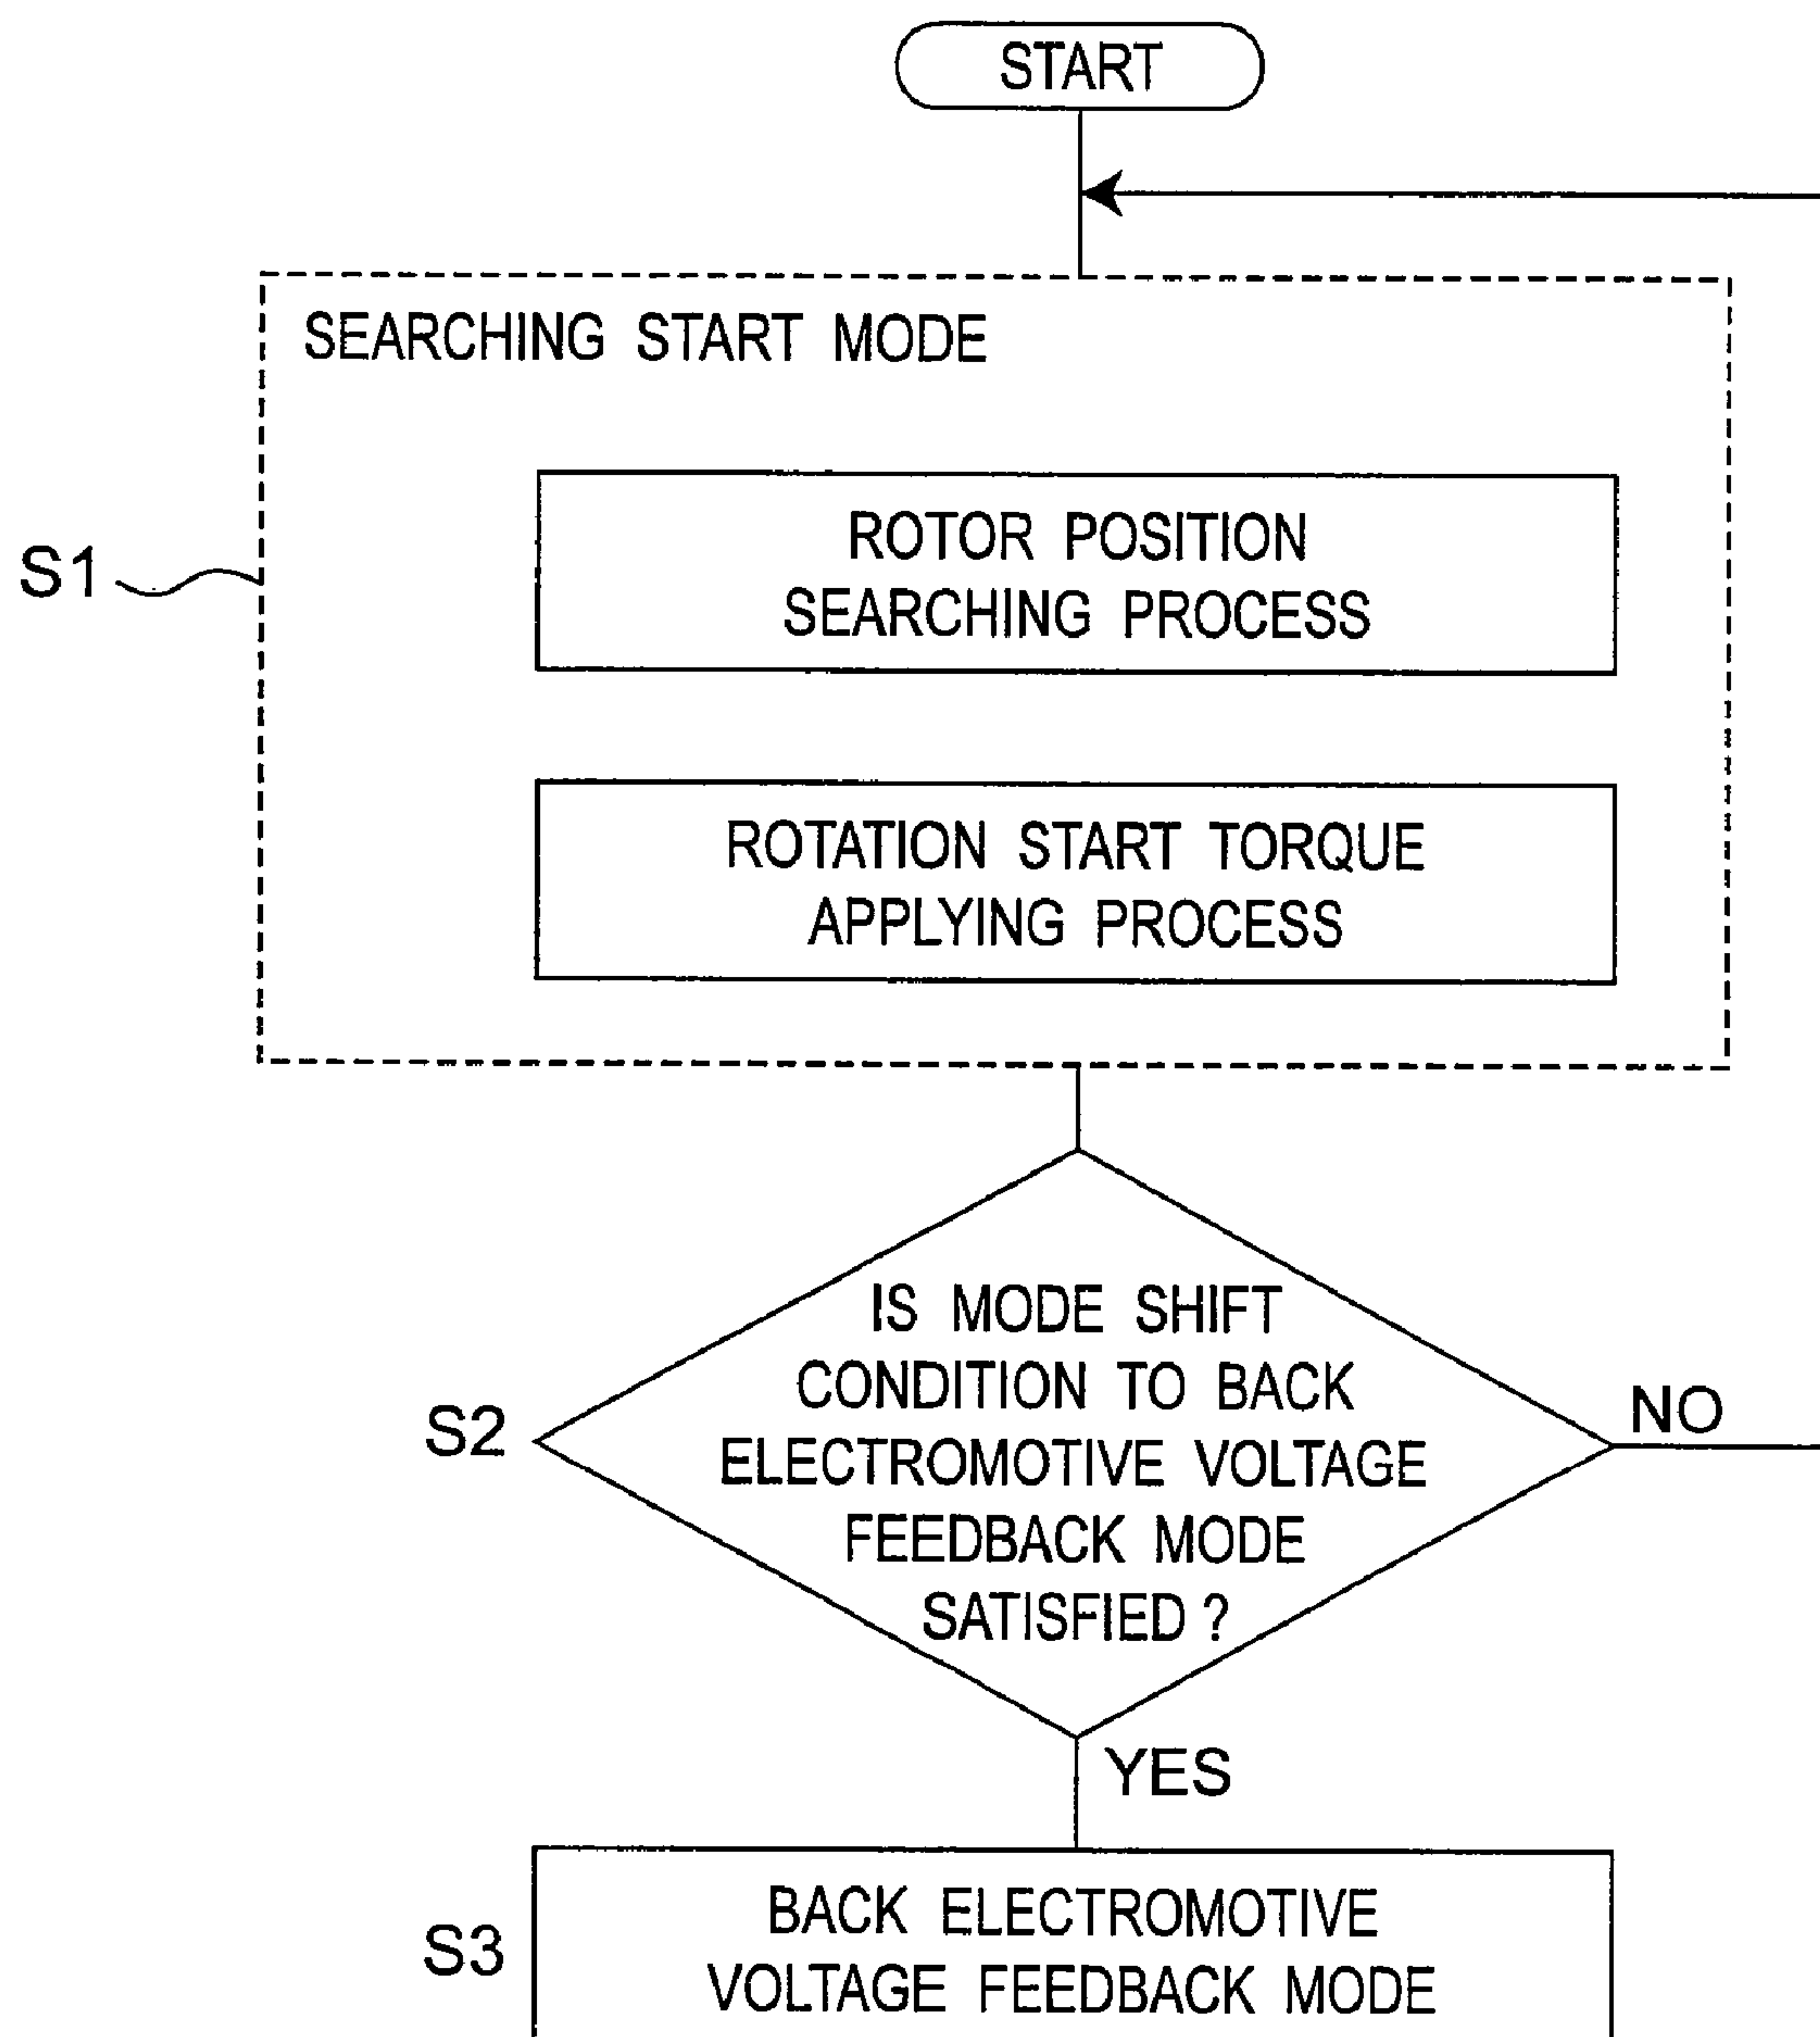 START
SEARCHING START MODE
ROTOR POSITION
SEARCHING PROCESS
S1
ROTATION START TORQUE
APPLYING PROCESS
IS MODE SHIFT
CONDITION TO BACK
ELECTROMOTIVE VOLTAGE
FEEDBACK MODE
SATISFIED ?
S2
NO
YES
S3
BACK ELECTROMOTIVE
VOLTAGE FEEDBACK MODE